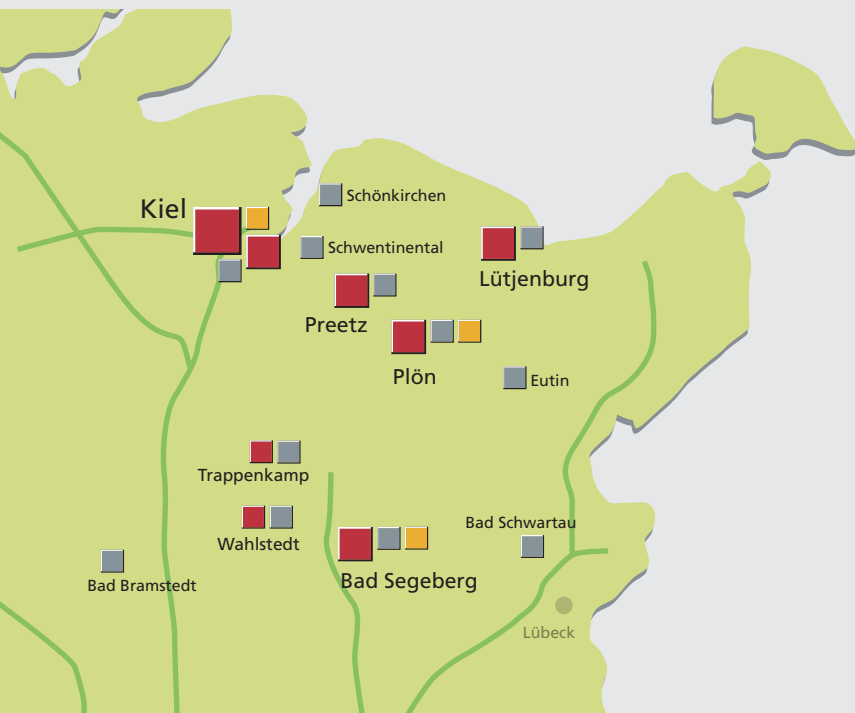 Schönkirchen
Kiel
Schwentinental
Lütjenburg
Preetz
Plön
Eutin
Trappenkamp
Bad Schwartau
Wahlstedt
Bad Segeberg
Bad Bramstedt
Lübeck